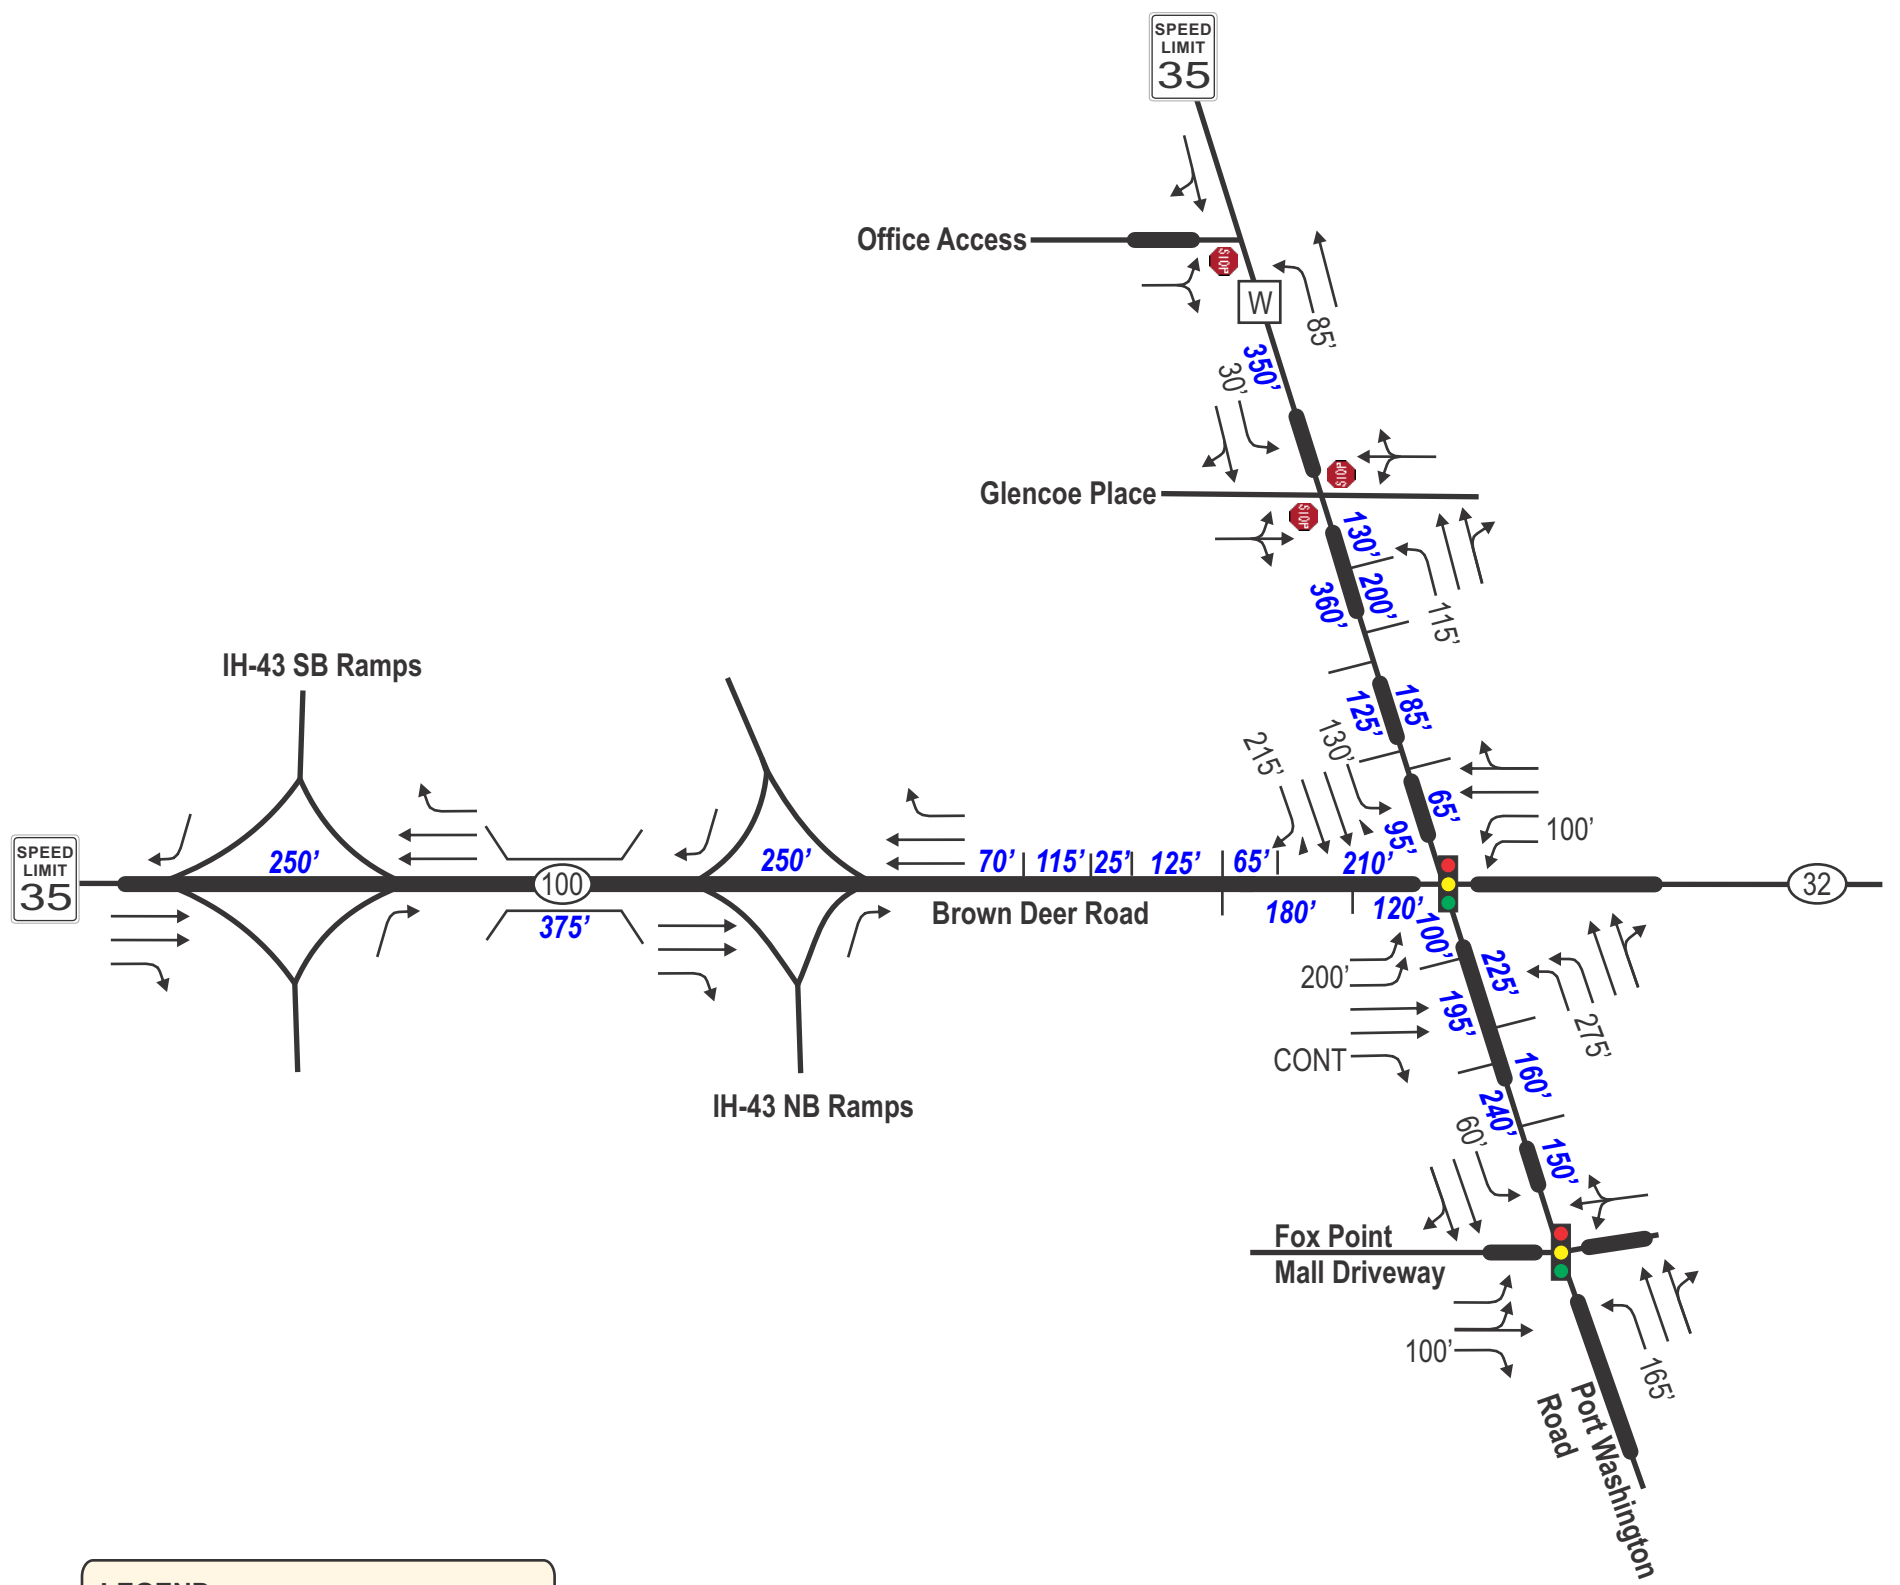 SPEED
LIMIT
35
Office Access
STOP
W
85'
350'
30'
STOP
Glencoe Place
STOP
130'
200'
360'
115'
IH-43 SB Ramps
185'
125'
130'
215'
65'
95'
100'
SPEED
LIMIT
35
250'
100
375'
250'
70'
115'
25'
125'
65'
210'
32
Brown Deer Road
180'
120'
100'
225'
200'
195'
275'
CONT
160'
IH-43 NB Ramps
240'
60'
150'
Fox Point
Mall Driveway
100'
165'
Port Washington
Road